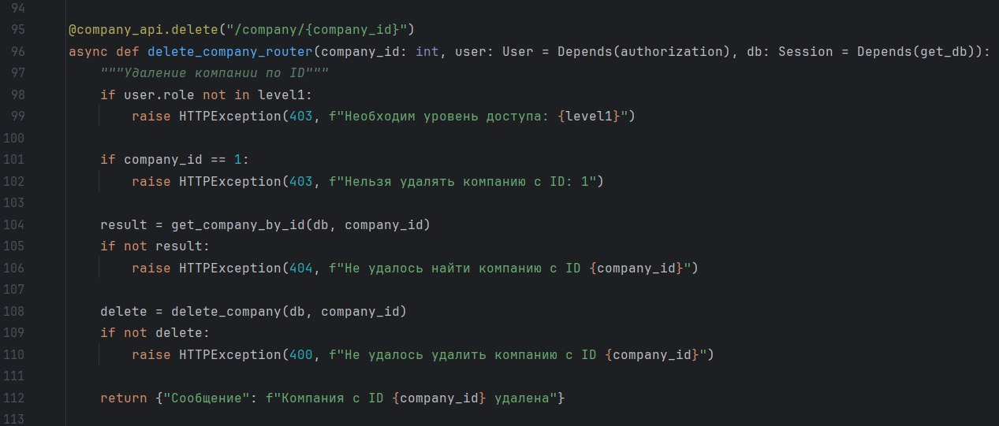 94
95 @company_api.delete("/company/{company_id}")
96 async def delete_company_router(company_id: int, user: User = Depends(authorization), db: Session = Depends(get_db)):
97 """Удаление компании по ID"""
98 if user.role not in level1:
99 raise HTTPException(403, f"Необходим уровень доступа: {level1}")
100
101 if company_id == 1:
102 raise HTTPException(403, f"Нельзя удалять компанию с ID: 1")
103
104 result = get_company_by_id(db, company_id)
105 if not result:
106 raise HTTPException(404, f"Не удалось найти компанию с ID {company_id}")
107
108 delete = delete_company(db, company_id)
109 if not delete:
110 raise HTTPException(400, f"Не удалось удалить компанию с ID {company_id}")
111
112 return {"Сообщение": f"Компания с ID {company_id} удалена"}
113